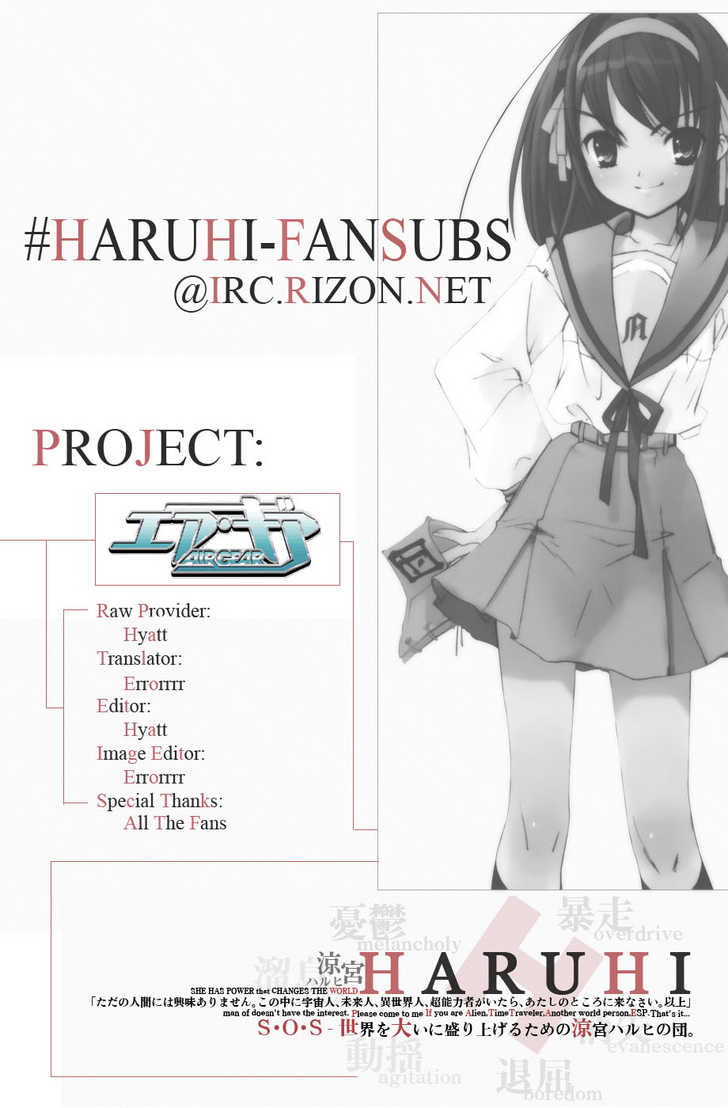 #HARUHI-FANSUBS
@IRC.RIZON.NET
PROJECT:
エア・ギア
AIR GEAR
Raw Provider:
Hyatt
Translator:
Errorrrr
Editor:
Hyatt
Image Editor:
Errorrrr
Special Thanks:
All The Fans
憂鬱
melancholy
暴走
overdrive
涼宮
ハルヒ
HARUHI
SHE HAS POWER that CHANGES THE WORLD
「ただの人間には興味ありません。この中に宇宙人、未来人、異世界人、超能力者がいたら、あたしのところに来なさい。以上」
man of doesn't have the interest. Please come to me If you are Alien,TimeTraveler,Another world person,ESP.That's it...
S・O・S - 世界を大いに盛り上げるための涼宮ハルヒの団。
evanescence
動揺
agitation
退屈
boredom